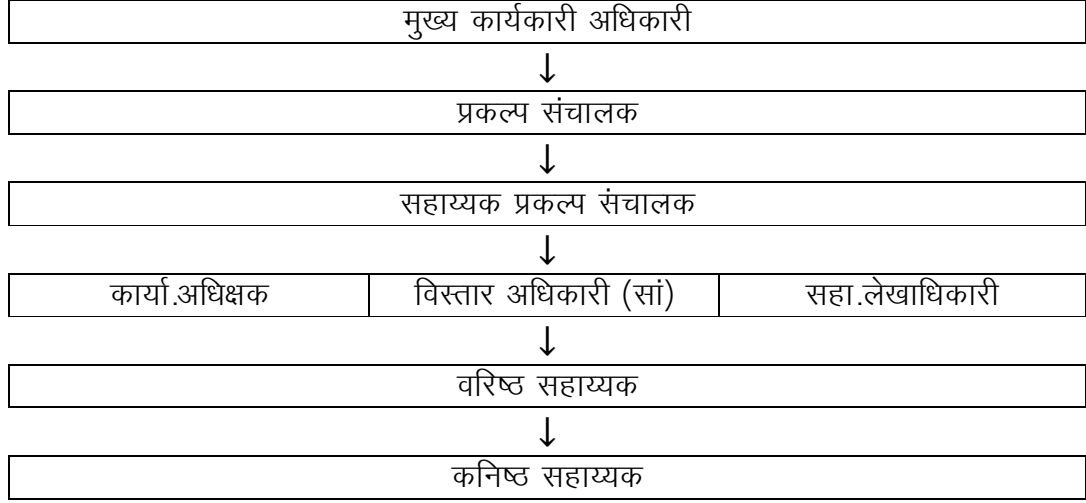 मुख्य कार्यकारी अधिकारी
↓
प्रकल्प संचालक
↓
सहाय्यक प्रकल्प संचालक
↓
कार्या.अधिक्षक विस्तार अधिकारी (सां) सहा.लेखाधिकारी
↓
वरिष्ठ सहाय्यक
↓
कनिष्ठ सहाय्यक